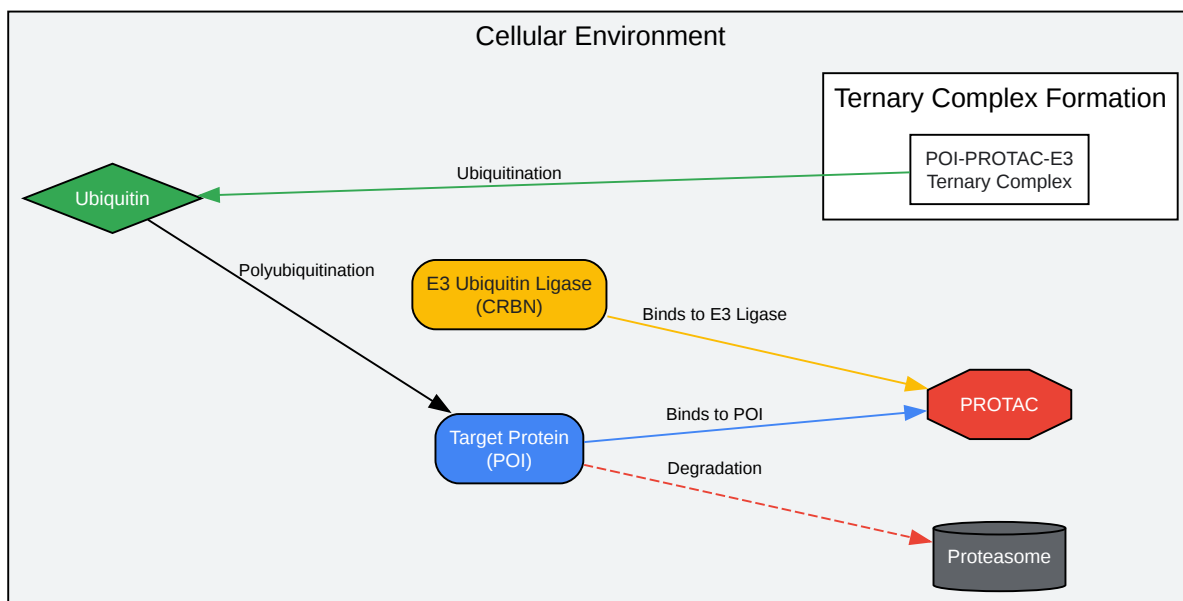 Cellular Environment
Ternary Complex Formation
POI-PROTAC-E3
Ternary Complex
Ubiquitination
Ubiquitin
Polyubiquitination
E3 Ubiquitin Ligase
(CRBN)
Binds to E3 Ligase
PROTAC
Binds to POI
Target Protein
(POI)
Degradation
Proteasome